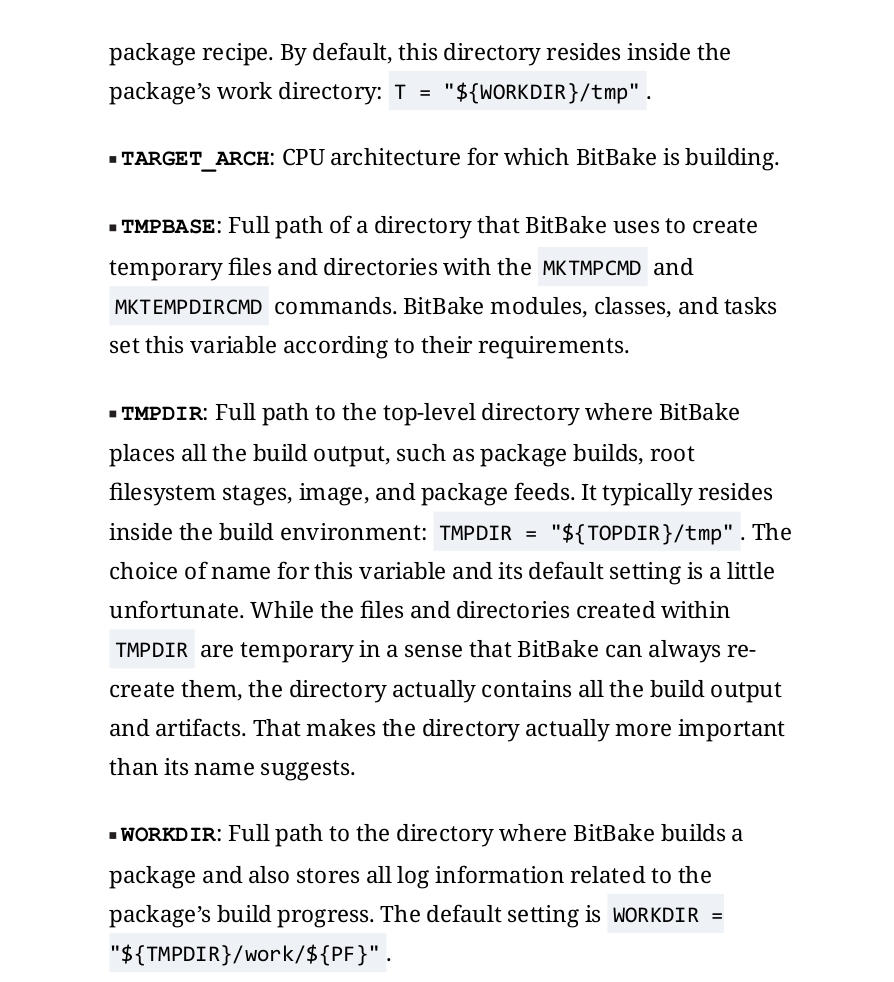 package recipe. By default, this directory resides inside the
package’s work directory: T = "${WORKDIR}/tmp" .
▪ TARGET_ARCH: CPU architecture for which BitBake is building.
▪ TMPBASE: Full path of a directory that BitBake uses to create
temporary files and directories with the MKTMPCMD and
MKTEMPDIRCMD commands. BitBake modules, classes, and tasks
set this variable according to their requirements.
▪ TMPDIR: Full path to the top-level directory where BitBake
places all the build output, such as package builds, root
filesystem stages, image, and package feeds. It typically resides
inside the build environment: TMPDIR = "${TOPDIR}/tmp" . The
choice of name for this variable and its default setting is a little
unfortunate. While the files and directories created within
TMPDIR are temporary in a sense that BitBake can always re-
create them, the directory actually contains all the build output
and artifacts. That makes the directory actually more important
than its name suggests.
▪ WORKDIR: Full path to the directory where BitBake builds a
package and also stores all log information related to the
package’s build progress. The default setting is WORKDIR =
"${TMPDIR}/work/${PF}" .